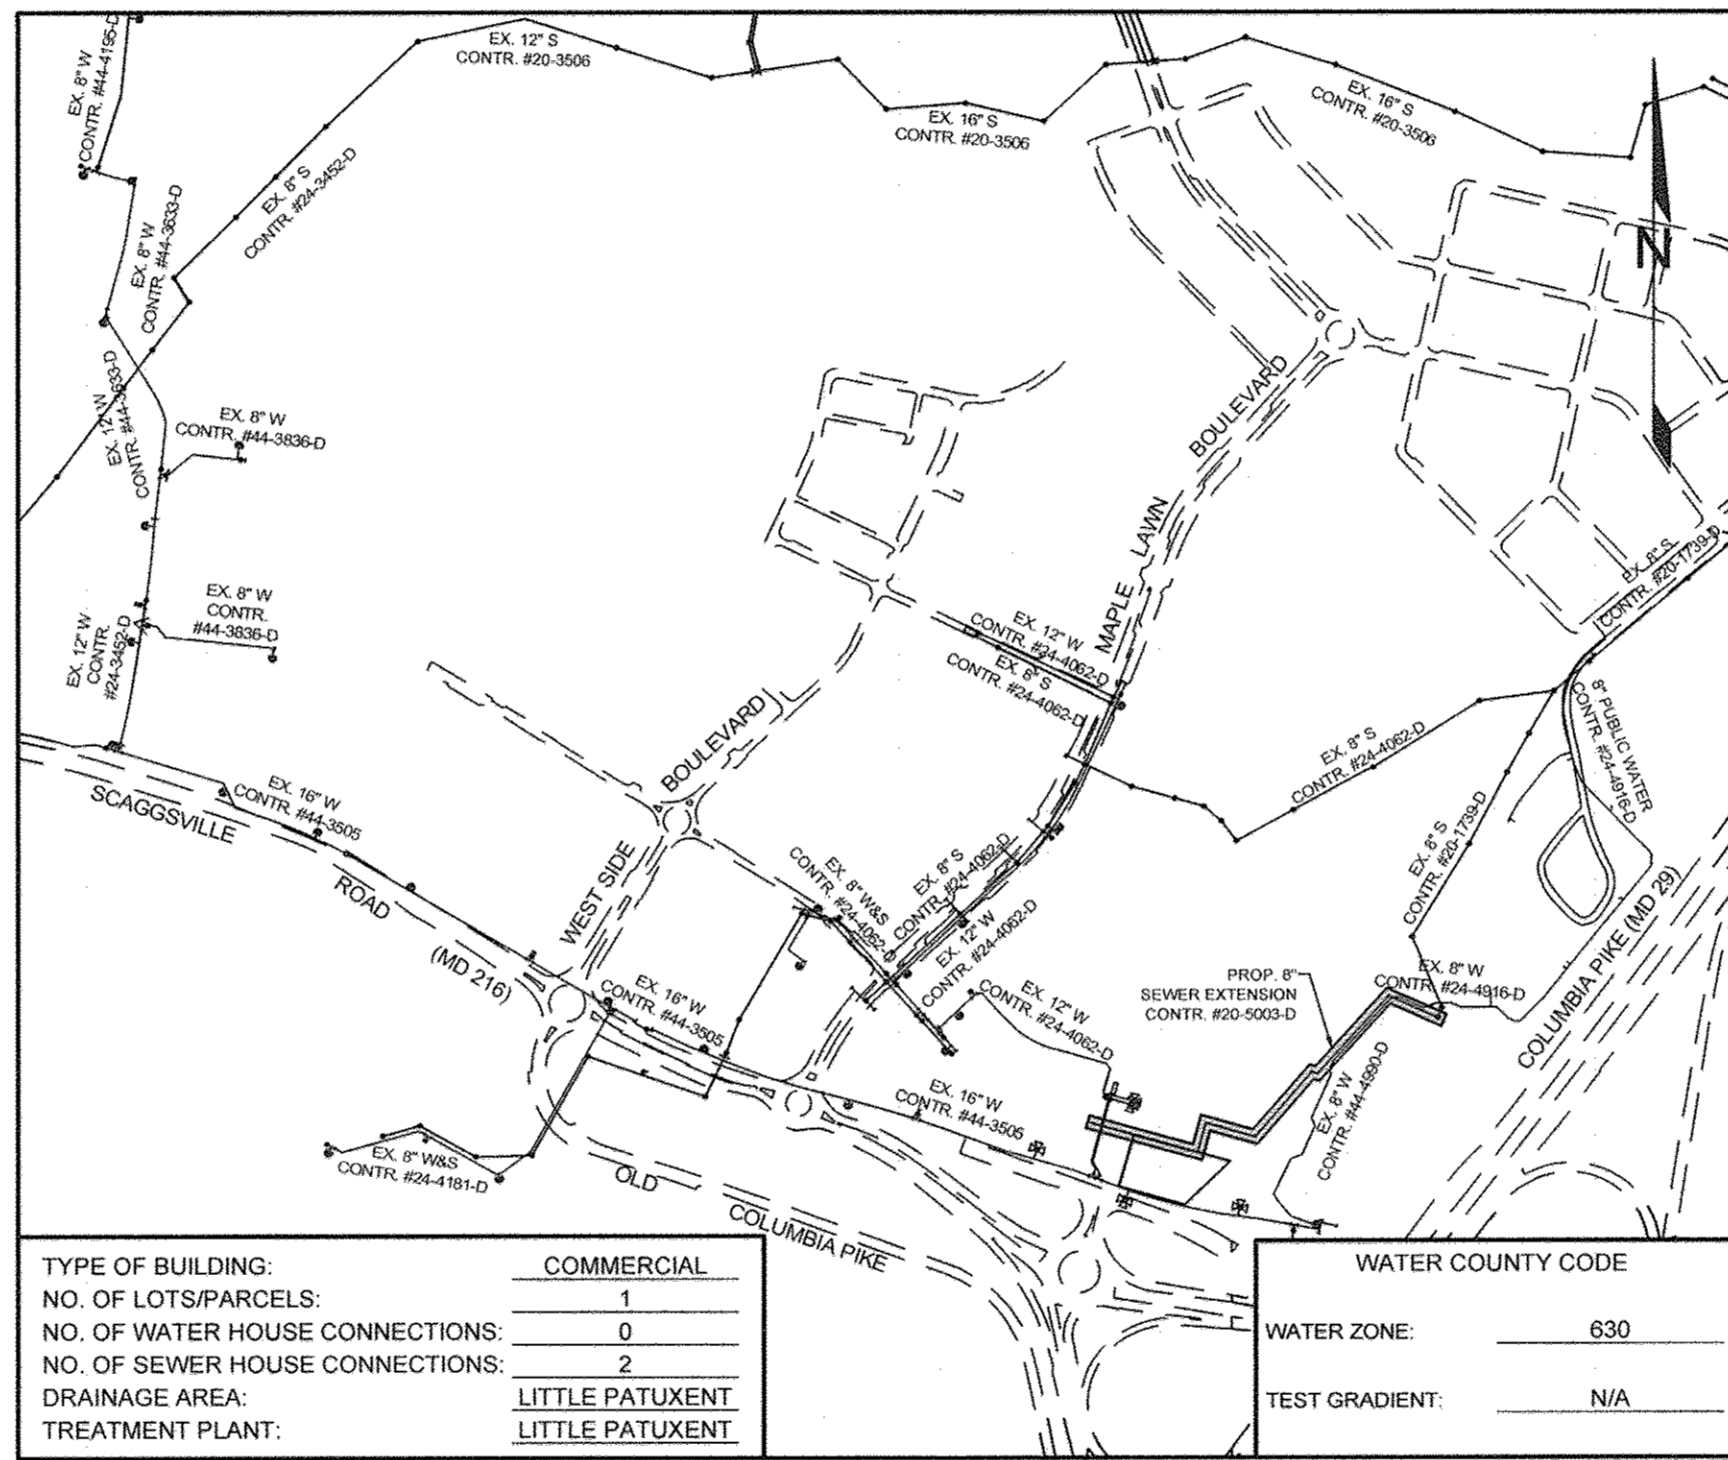 EX. 8" W
CONTR. #44-4195-D
EX. 12" S
CONTR. #20-3506
EX. 16" S
CONTR. #20-3506
EX. 16" S
CONTR. #20-3506
EX. 8" S
CONTR. #24-3452-D
EX. 8" W
CONTR. #44-3633-D
N
EX. 12" W
CONTR. #44-3633-D
EX. 8" W
CONTR. #44-3836-D
EX. 8" W
CONTR.
#44-3836-D
EX. 12" W
CONTR.
#24-3452-D
MAPLE LAWN BOULEVARD
EX. 8" S
CONTR. #20-1739-D
EX. 12" W
CONTR. #24-4062-D
EX. 8" S
CONTR. #24-4062-D
8" PUBLIC WATER
CONTR. #24-4916-D
EX. 8" S
CONTR. #24-4062-D
EX. 8" S
CONTR. #20-1739-D
WEST SIDE BOULEVARD
EX. 16" W
CONTR. #44-3505
SCAGGSVILLE ROAD (MD 216)
EX. 8" W&S
CONTR. #24-4062-D
EX. 8" S
CONTR. #24-4062-D
EX. 12" W
CONTR. #24-4062-D
EX. 12" W
CONTR. #24-4062-D
PROP. 8"
SEWER EXTENSION
CONTR. #20-5003-D
EX. 8" W
CONTR. #24-4916-D
COLUMBIA PIKE (MD 29)
EX. 16" W
CONTR. #44-3505
EX. 16" W
CONTR. #44-3505
EX. 8" W
CONTR. #44-4990-D
EX. 8" W&S
CONTR. #24-4181-D
OLD COLUMBIA PIKE
TYPE OF BUILDING: COMMERCIAL
NO. OF LOTS/PARCELS: 1
NO. OF WATER HOUSE CONNECTIONS: 0
NO. OF SEWER HOUSE CONNECTIONS: 2
DRAINAGE AREA: LITTLE PATUXENT
TREATMENT PLANT: LITTLE PATUXENT
WATER COUNTY CODE
WATER ZONE: 630
TEST GRADIENT: N/A